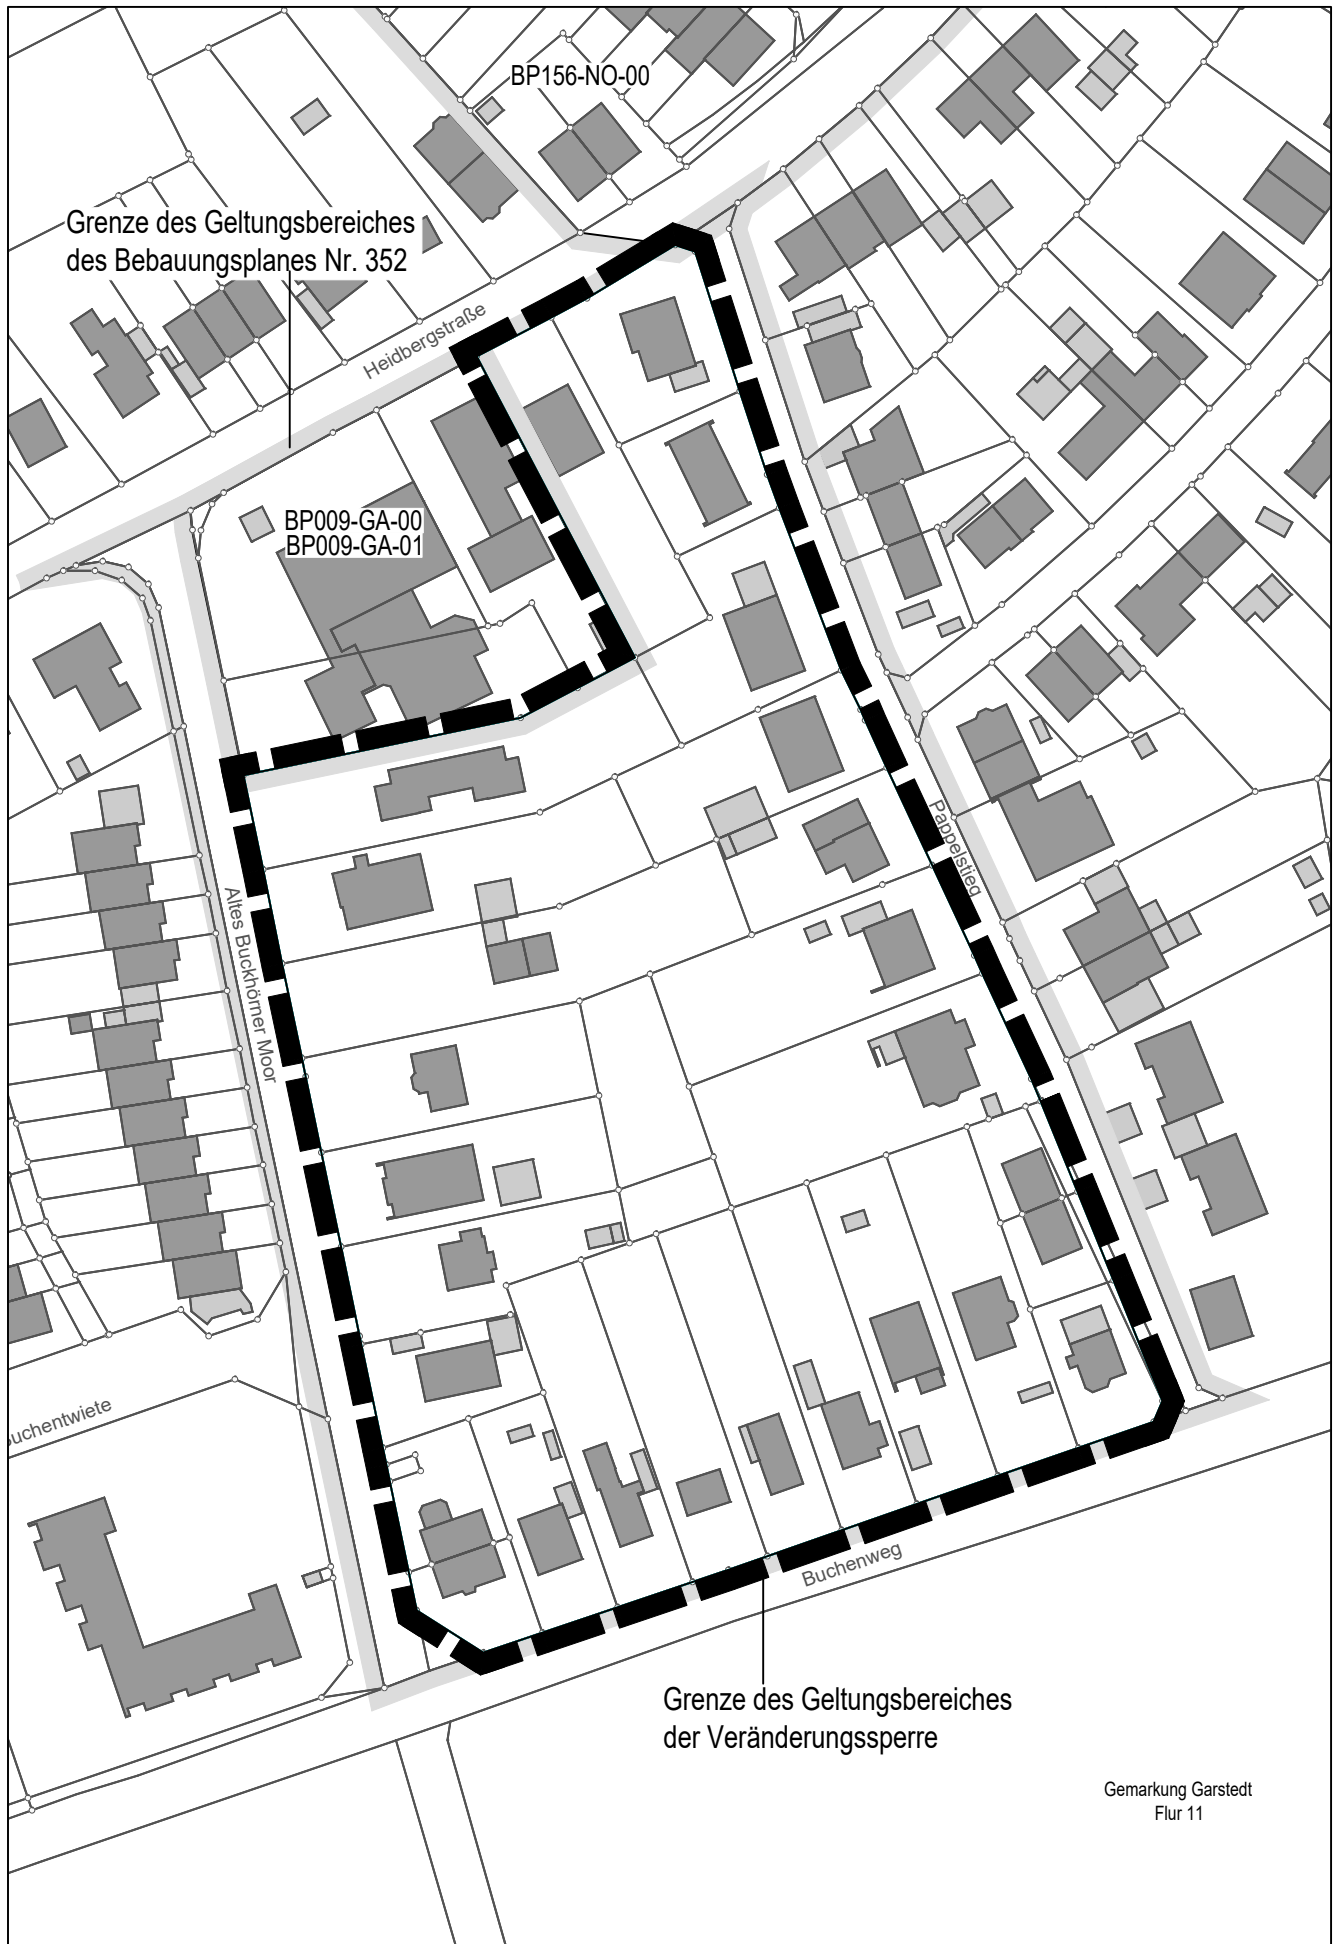 BP156-NO-00
Grenze des Geltungsbereiches
des Bebauungsplanes Nr. 352
Heidbergstraße
BP009-GA-00
BP009-GA-01
Pappelstieg
Altes Buckhörner Moor
uchentwiete
Buchenweg
Grenze des Geltungsbereiches
der Veränderungssperre
Gemarkung Garstedt
Flur 11